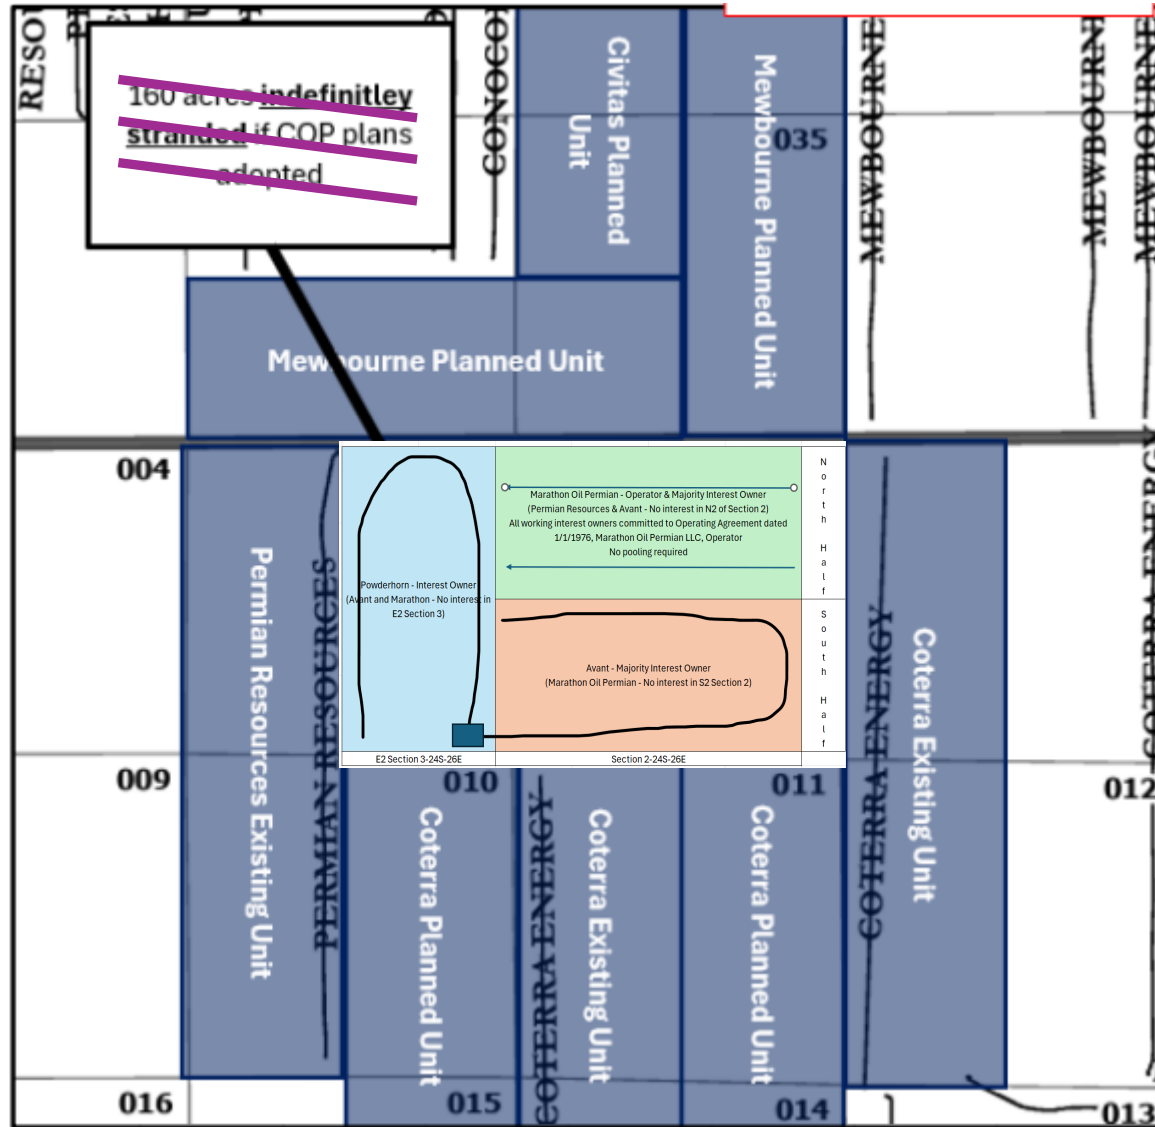 RESO
CONOCO
160 acres indefinitley
stranded if COP plans
adopted
Civitas Planned
Unit
Mewbourne Planned Unit
035
MEWBOURNE
MEWBOURN
MEWBOURNE
Mewbourne Planned Unit
004
Permian Resources Existing Unit
PERMIAN RESOURCES
Powderhorn - Interest Owner
(Avant and Marathon - No interest in
E2 Section 3)
Marathon Oil Permian - Operator & Majority Interest Owner
(Permian Resources & Avant - No interest in N2 of Section 2)
All working interest owners committed to Operating Agreement dated
1/1/1976, Marathon Oil Permian LLC, Operator
No pooling required
North Half
Avant - Majority Interest Owner
(Marathon Oil Permian - No interest in S2 Section 2)
South Half
E2 Section 3-24S-26E
Section 2-24S-26E
COTERRA ENERGY
Coterra Existing Unit
COTERRA ENERGY
009
010
011
012
Coterra Planned Unit
COTERRA ENERGY
Coterra Existing Unit
Coterra Planned Unit
016
015
014
013